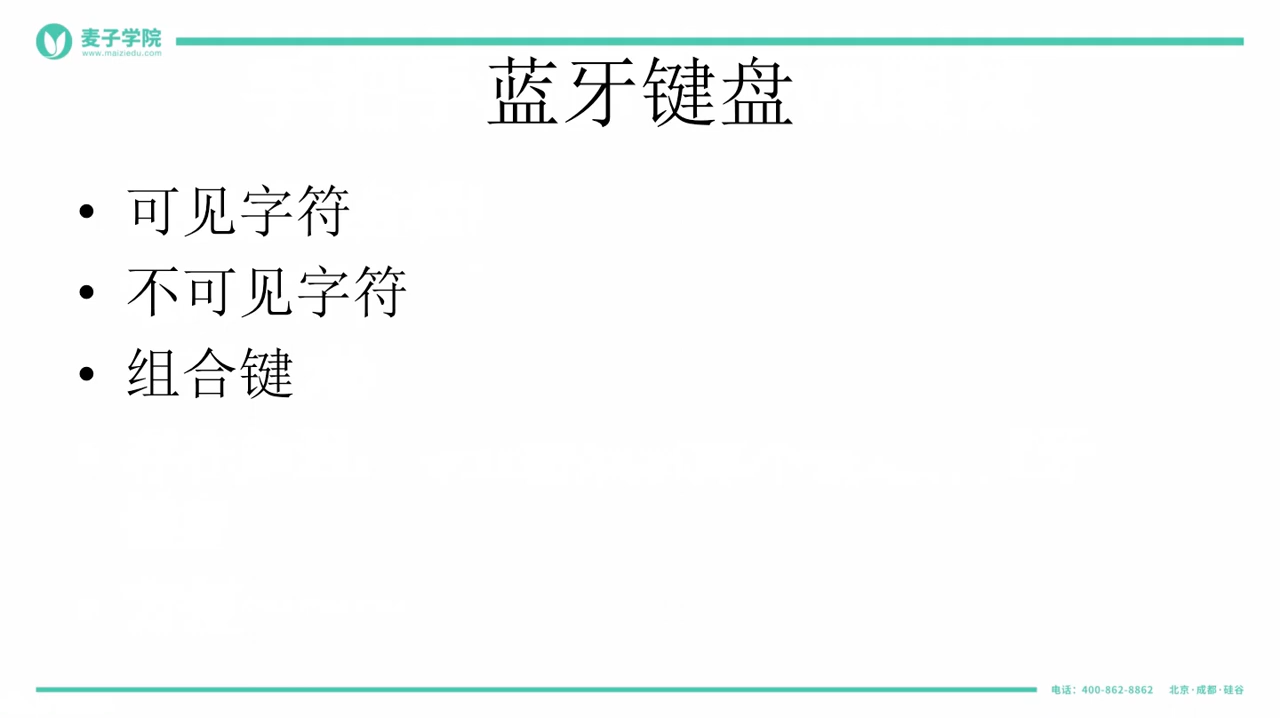 麦子学院
www.maiziedu.com
蓝牙键盘
• 可见字符
• 不可见字符
• 组合键
电话：400-862-8862 北京·成都·硅谷